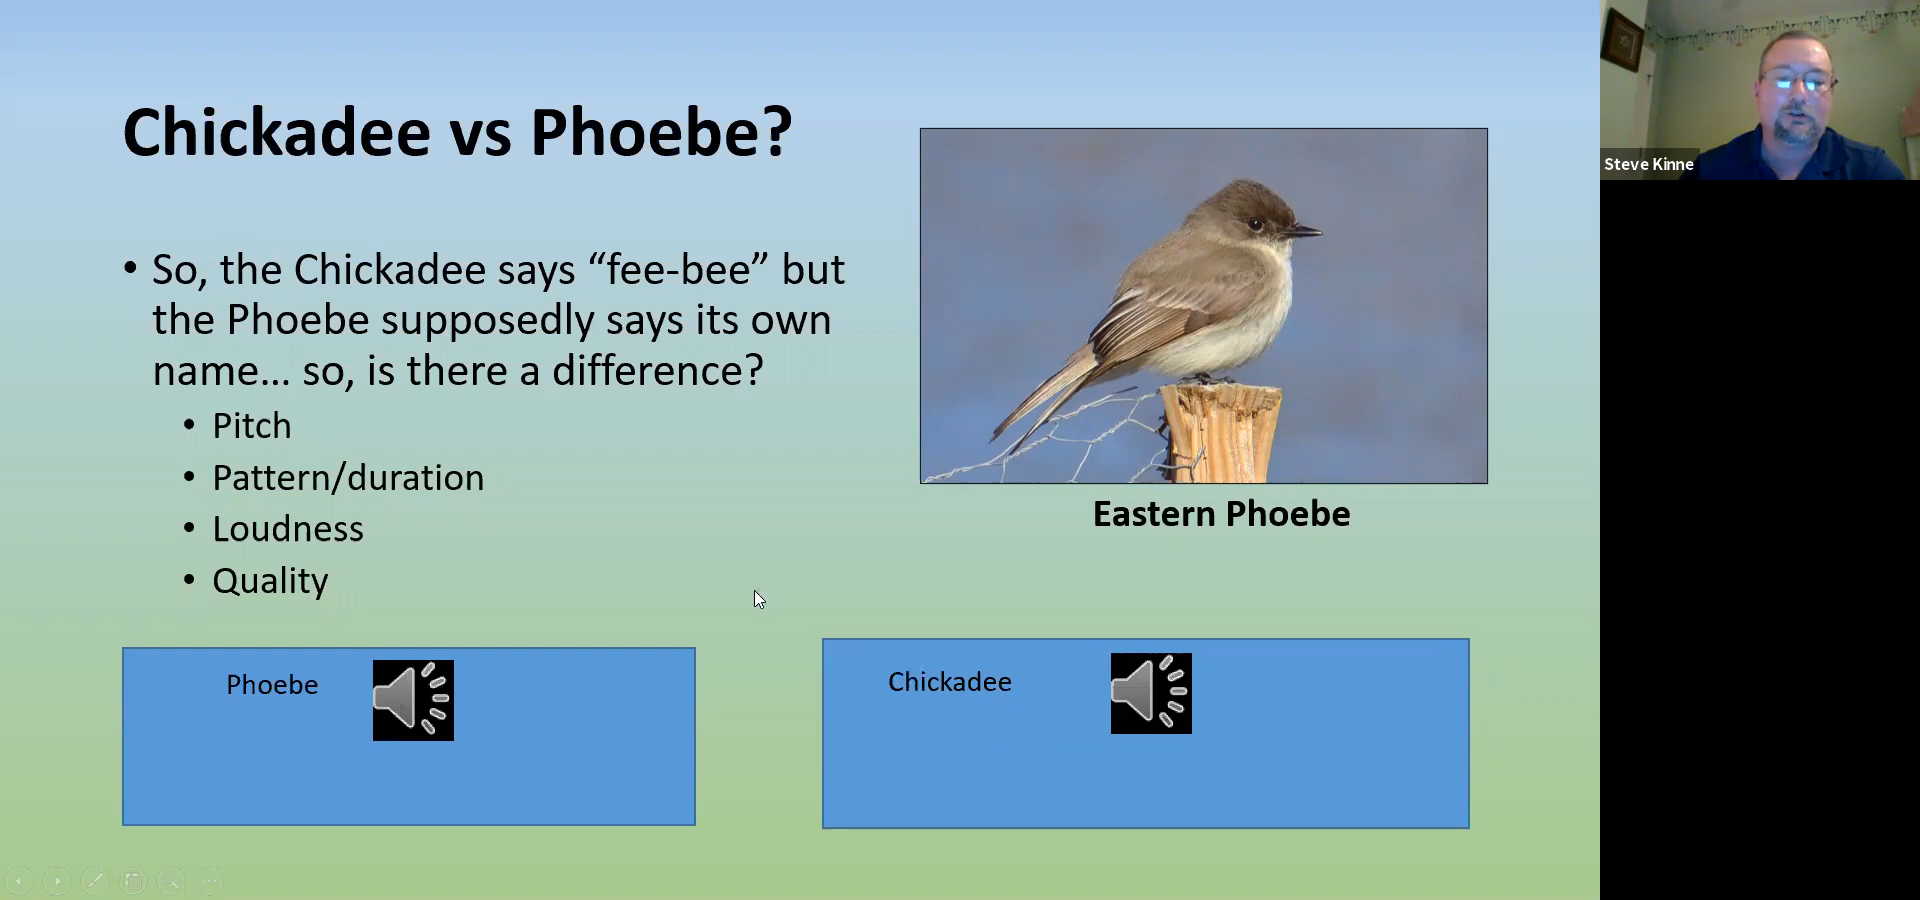 Chickadee vs Phoebe?
• So, the Chickadee says “fee-bee” but
the Phoebe supposedly says its own
name... so, is there a difference?
• Pitch
• Pattern/duration
• Loudness
• Quality
Eastern Phoebe
Phoebe
Chickadee
Steve Kinne